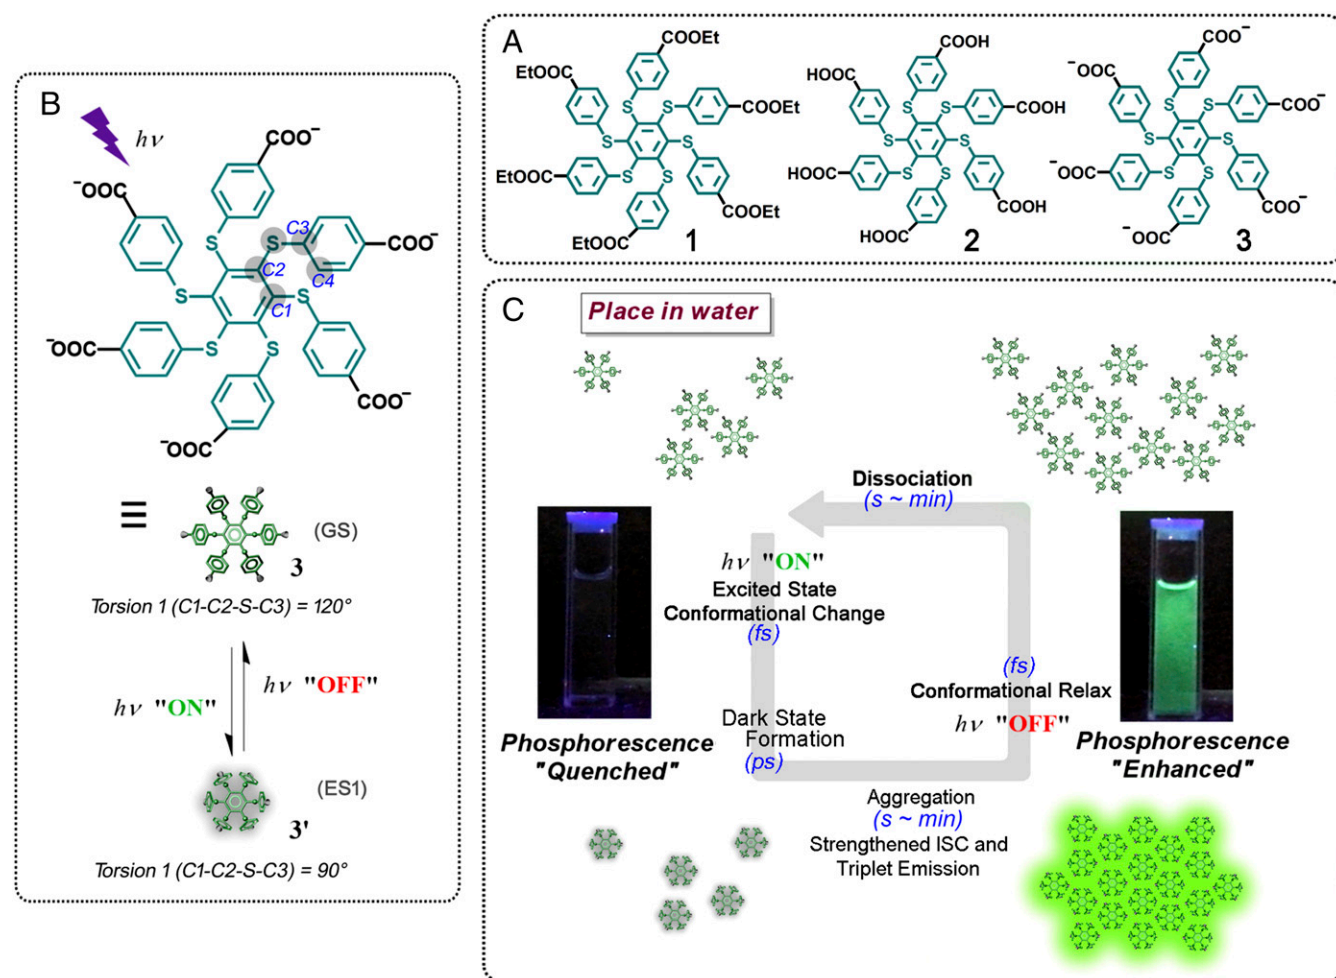 A
COOEt
EtOOC
S
S
COOEt
S
S
EtOOC
S
S
COOEt
EtOOC
1
COOH
HOOC
S
S
COOH
S
S
HOOC
S
S
COOH
HOOC
2
COO⁻
⁻OOC
S
S
COO⁻
S
S
⁻OOC
S
S
COO⁻
⁻OOC
3
B
hν
COO⁻
⁻OOC
S
S
C3
COO⁻
C2
C4
S
C1
S
⁻OOC
S
S
COO⁻
⁻OOC
≡
(GS)
3
Torsion 1 (C1-C2-S-C3) = 120°
hν "ON"
hν "OFF"
(ES1)
3'
Torsion 1 (C1-C2-S-C3) = 90°
C
Place in water
Dissociation
(s ~ min)
hν "ON"
Excited State
Conformational Change
(fs)
Dark State
Formation
(ps)
Phosphorescence
"Quenched"
Aggregation
(s ~ min)
Strengthened ISC and
Triplet Emission
(fs)
Conformational Relax
hν "OFF"
Phosphorescence
"Enhanced"